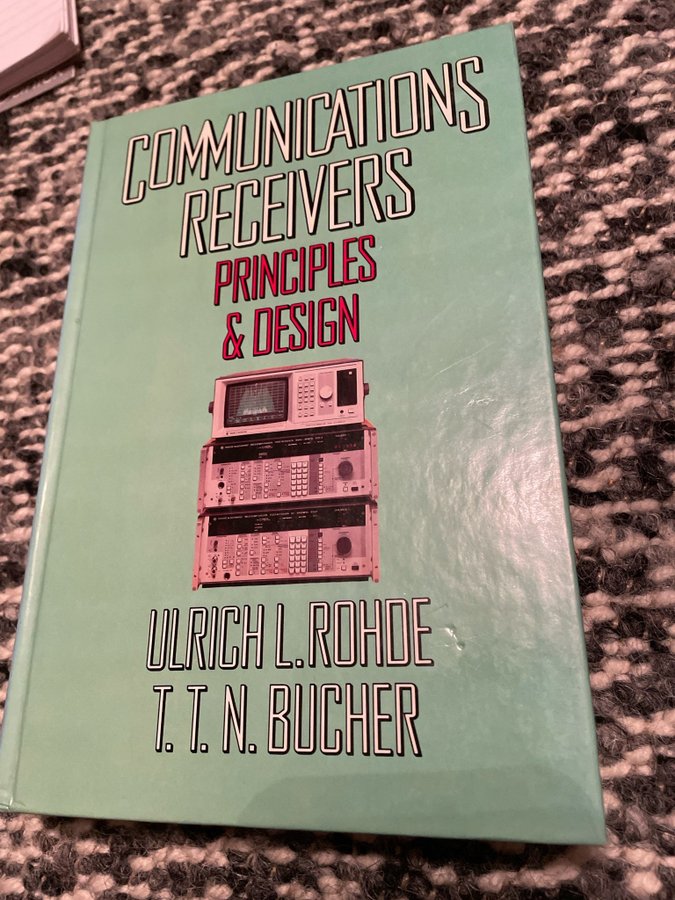 COMMUNICATIONS
RECEIVERS
PRINCIPLES
& DESIGN
ULRICH L. ROHDE
T. T. N. BUCHER